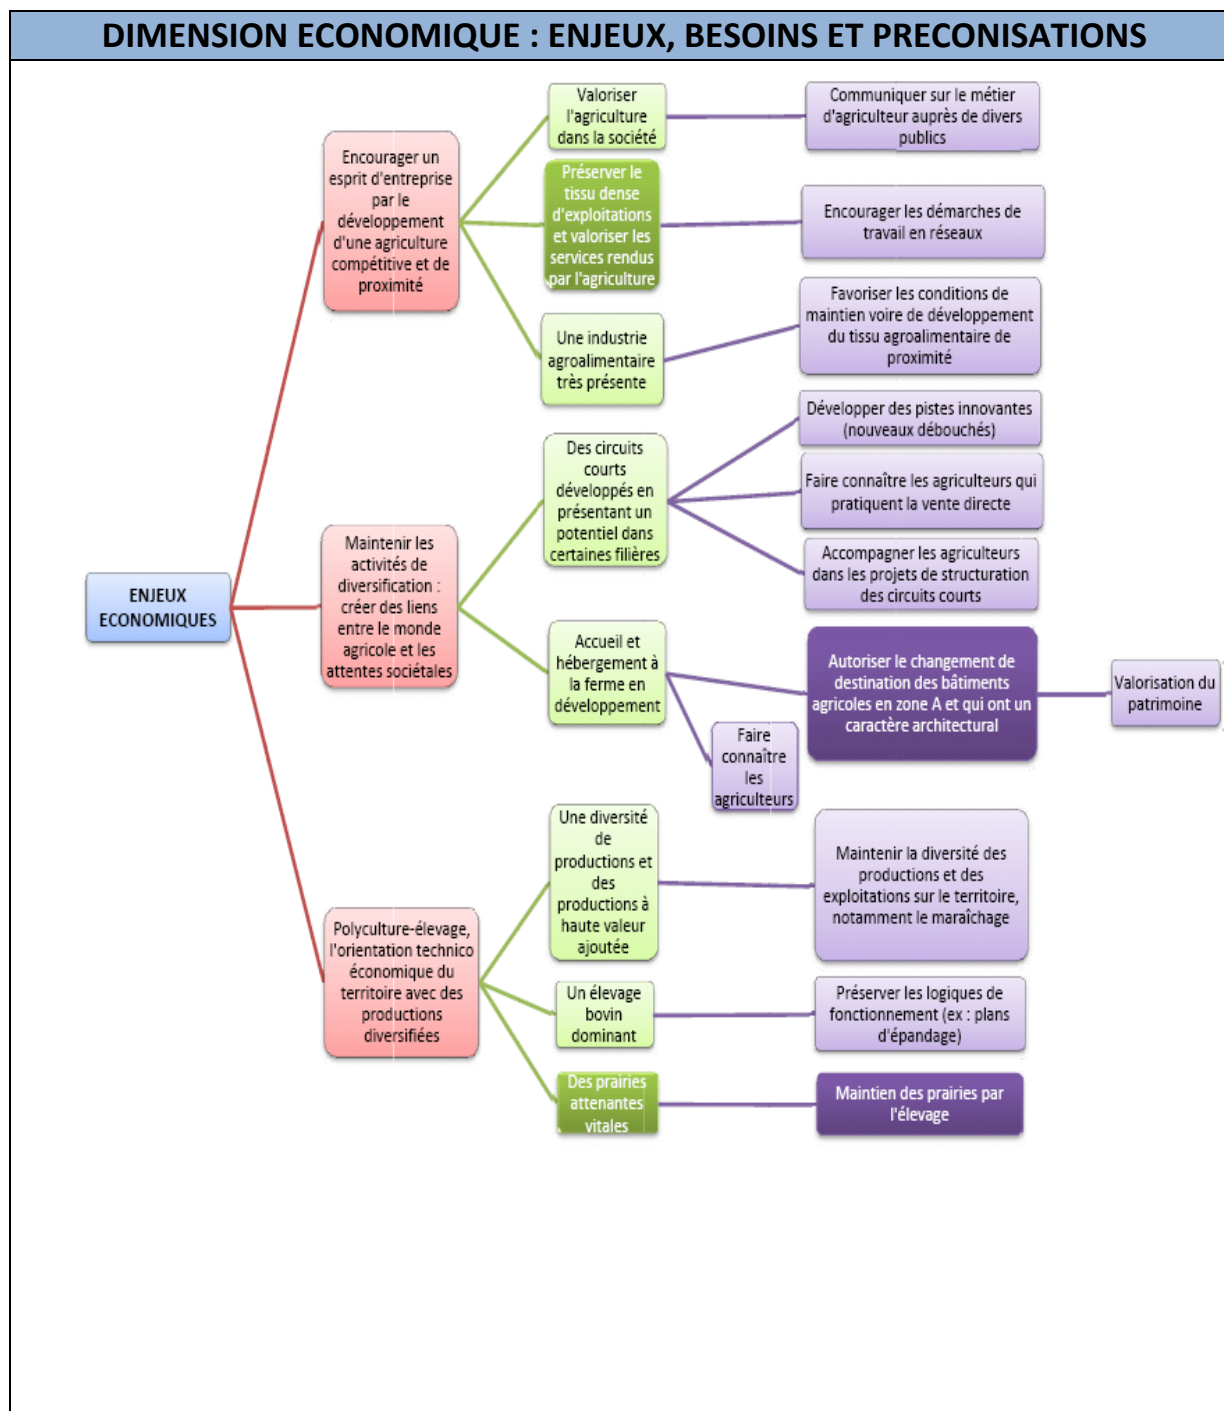 DIMENSION ECONOMIQUE : ENJEUX, BESOINS ET PRECONISATIONS
ENJEUX
ECONOMIQUES
Encourager un
esprit d'entreprise
par le
développement
d'une agriculture
compétitive et de
proximité
Valoriser
l'agriculture
dans la société
Communiquer sur le métier
d'agriculteur auprès de divers
publics
Préserver le
tissu dense
d'exploitations
et valoriser les
services rendus
par l'agriculture
Encourager les démarches de
travail en réseaux
Une industrie
agroalimentaire
très présente
Favoriser les conditions de
maintien voire de développement
du tissu agroalimentaire de
proximité
Maintenir les
activités de
diversification :
créer des liens
entre le monde
agricole et les
attentes sociétales
Des circuits
courts
développés en
présentant un
potentiel dans
certaines filières
Développer des pistes innovantes
(nouveaux débouchés)
Faire connaître les agriculteurs qui
pratiquent la vente directe
Accompagner les agriculteurs
dans les projets de structuration
des circuits courts
Accueil et
hébergement à
la ferme en
développement
Autoriser le changement de
destination des bâtiments
agricoles en zone A et qui ont un
caractère architectural
Valorisation du
patrimoine
Faire
connaître
les
agriculteurs
Polyculture-élevage,
l'orientation technico
économique du
territoire avec des
productions
diversifiées
Une diversité
de
productions et
des
productions à
haute valeur
ajoutée
Maintenir la diversité des
productions et des
exploitations sur le territoire,
notamment le maraîchage
Un élevage
bovin
dominant
Préserver les logiques de
fonctionnement (ex : plans
d'épandage)
Des prairies
attenantes
vitales
Maintien des prairies par
l'élevage